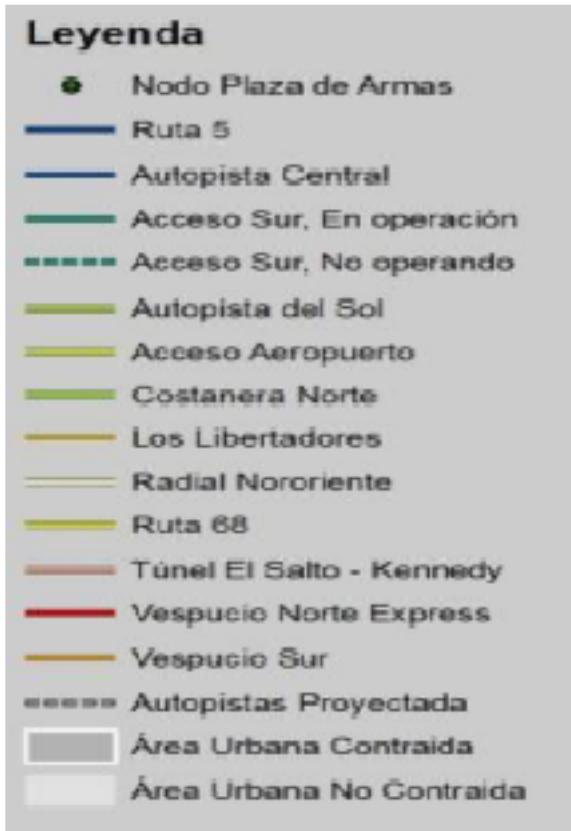 Leyenda
Nodo Plaza de Armas
Ruta 5
Autopista Central
Acceso Sur, En operación
Acceso Sur, No operando
Autopista del Sol
Acceso Aeropuerto
Costanera Norte
Los Libertadores
Radial Nororiente
Ruta 68
Túnel El Salto - Kennedy
Vespucio Norte Express
Vespucio Sur
Autopistas Proyectada
Área Urbana Contraida
Área Urbana No Contraida